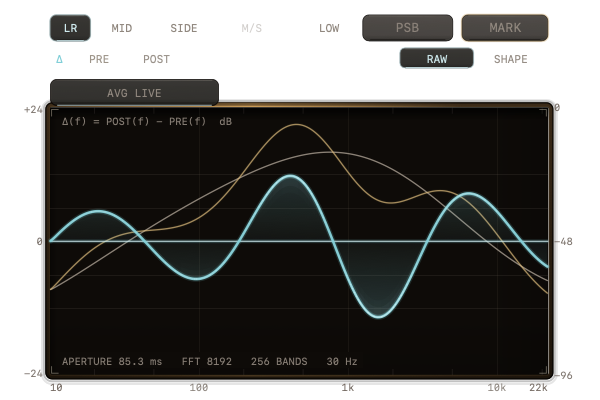 LR MID SIDE M/S LOW PSB MARK
Δ PRE POST RAW SHAPE
AVG LIVE
+24 0
Δ(f) = POST(f) − PRE(f) dB
0 −48
APERTURE 85.3 ms FFT 8192 256 BANDS 30 Hz
−24 −96
10 100 1k 10k 22k